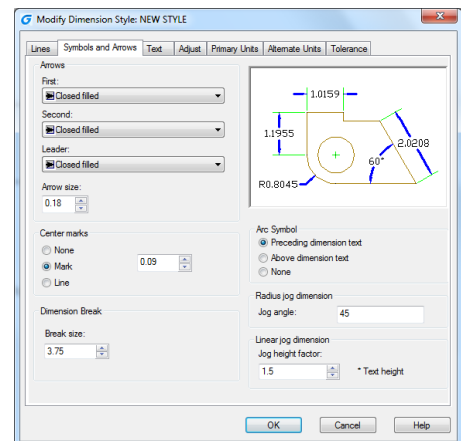 Modify Dimension Style: NEW STYLE
Lines Symbols and Arrows Text Adjust Primary Units Alternate Units Tolerance
Arrows
First:
Closed filled
Second:
Closed filled
Leader:
Closed filled
Arrow size:
0.18
Center marks
None
Mark
Line
0.09
Dimension Break
Break size:
3.75
1.0159
1.1955
2.0208
60°
R0.8045
Arc Symbol
Preceding dimension text
Above dimension text
None
Radius jog dimension
Jog angle: 45
Linear jog dimension
Jog height factor:
1.5 * Text height
OK Cancel Help